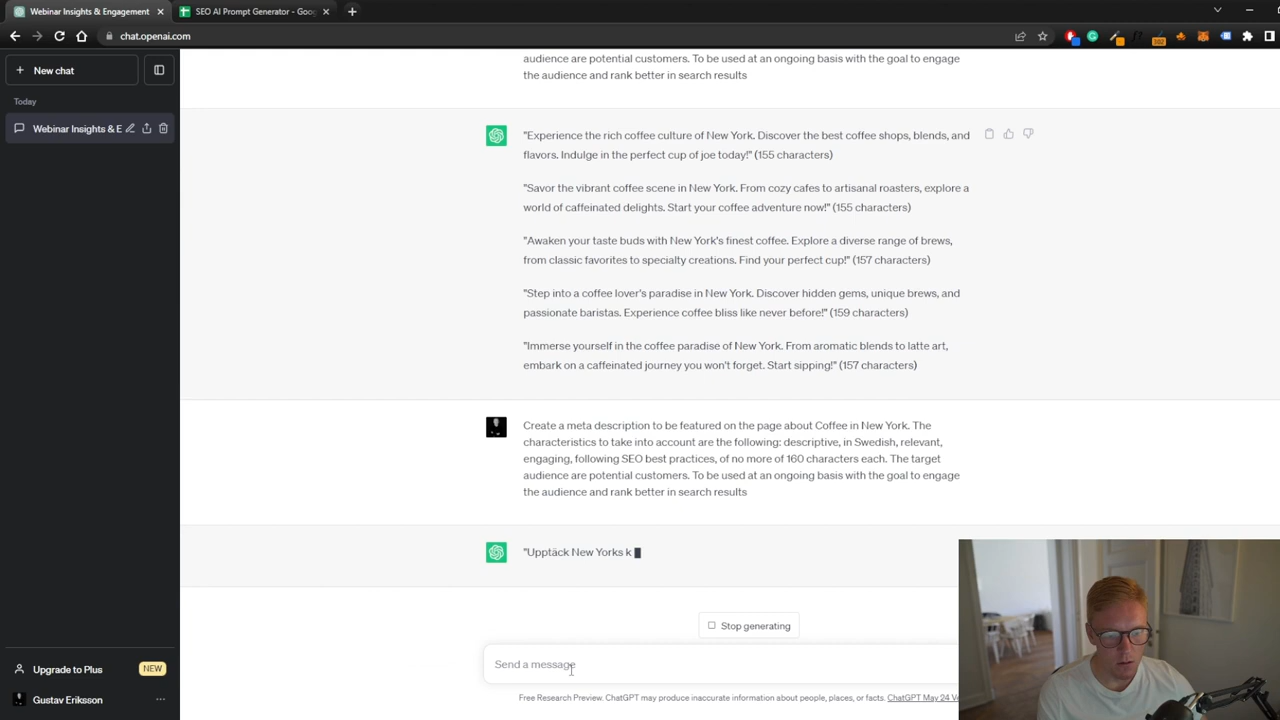 Webinar Insights & Engagement
SEO AI Prompt Generator - Goo
chat.openai.com
New chat
Today
Webinar Insights & E
audience are potential customers. To be used at an ongoing basis with the goal to engage
the audience and rank better in search results
"Experience the rich coffee culture of New York. Discover the best coffee shops, blends, and
flavors. Indulge in the perfect cup of joe today!" (155 characters)
"Savor the vibrant coffee scene in New York. From cozy cafes to artisanal roasters, explore a
world of caffeinated delights. Start your coffee adventure now!" (155 characters)
"Awaken your taste buds with New York's finest coffee. Explore a diverse range of brews,
from classic favorites to specialty creations. Find your perfect cup!" (157 characters)
"Step into a coffee lover's paradise in New York. Discover hidden gems, unique brews, and
passionate baristas. Experience coffee bliss like never before!" (159 characters)
"Immerse yourself in the coffee paradise of New York. From aromatic blends to latte art,
embark on a caffeinated journey you won't forget. Start sipping!" (157 characters)
Create a meta description to be featured on the page about Coffee in New York. The
characteristics to take into account are the following: descriptive, in Swedish, relevant,
engaging, following SEO best practices, of no more of 160 characters each. The target
audience are potential customers. To be used at an ongoing basis with the goal to engage
the audience and rank better in search results
"Upptäck New Yorks k
Stop generating
Send a message
Free Research Preview. ChatGPT may produce inaccurate information about people, places, or facts. ChatGPT May 24 Ve
Upgrade to Plus
NEW
Gustav Eriksson